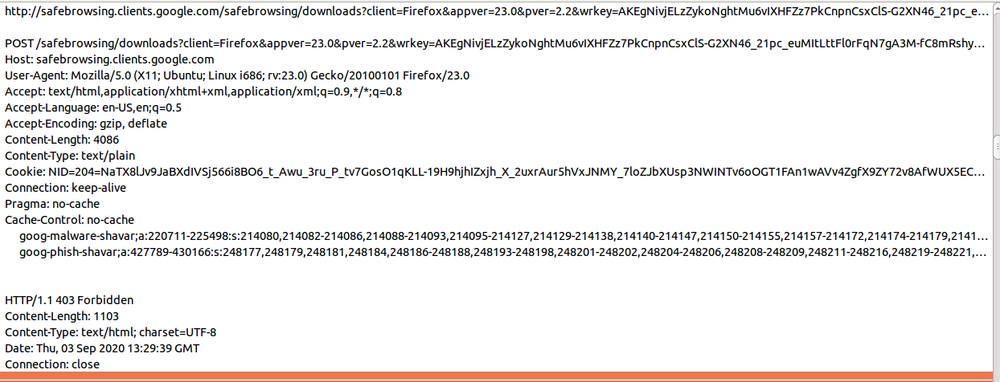 http://safebrowsing.clients.google.com/safebrowsing/downloads?client=Firefox&appver=23.0&pver=2.2&wrkey=AKEgNivjELzZykoNghtMu6vIXHFZz7PkCnpnCsxClS-G2XN46_21pc_e...
POST /safebrowsing/downloads?client=Firefox&appver=23.0&pver=2.2&wrkey=AKEgNivjELzZykoNghtMu6vIXHFZz7PkCnpnCsxClS-G2XN46_21pc_euMItLttFl0rFqN7gA3M-fC8mRshy...
Host: safebrowsing.clients.google.com
User-Agent: Mozilla/5.0 (X11; Ubuntu; Linux i686; rv:23.0) Gecko/20100101 Firefox/23.0
Accept: text/html,application/xhtml+xml,application/xml;q=0.9,*/*;q=0.8
Accept-Language: en-US,en;q=0.5
Accept-Encoding: gzip, deflate
Content-Length: 4086
Content-Type: text/plain
Cookie: NID=204=NaTX8lJv9JaBXdIVSj566i8BO6_t_Awu_3ru_P_tv7GosO1qKLL-19H9hjhIZxjh_X_2uxrAur5hVxJNMY_7loZJbXUsp3NWINTv6oOGT1FAn1wAVv4ZgfX9ZY72v8AfWUX5EC...
Connection: keep-alive
Pragma: no-cache
Cache-Control: no-cache
goog-malware-shavar;a:220711-225498:s:214080,214082-214086,214088-214093,214095-214127,214129-214138,214140-214147,214150-214155,214157-214172,214174-214179,2141...
goog-phish-shavar;a:427789-430166:s:248177,248179,248181,248184,248186-248188,248193-248198,248201-248202,248204-248206,248208-248209,248211-248216,248219-248221,...
HTTP/1.1 403 Forbidden
Content-Length: 1103
Content-Type: text/html; charset=UTF-8
Date: Thu, 03 Sep 2020 13:29:39 GMT
Connection: close